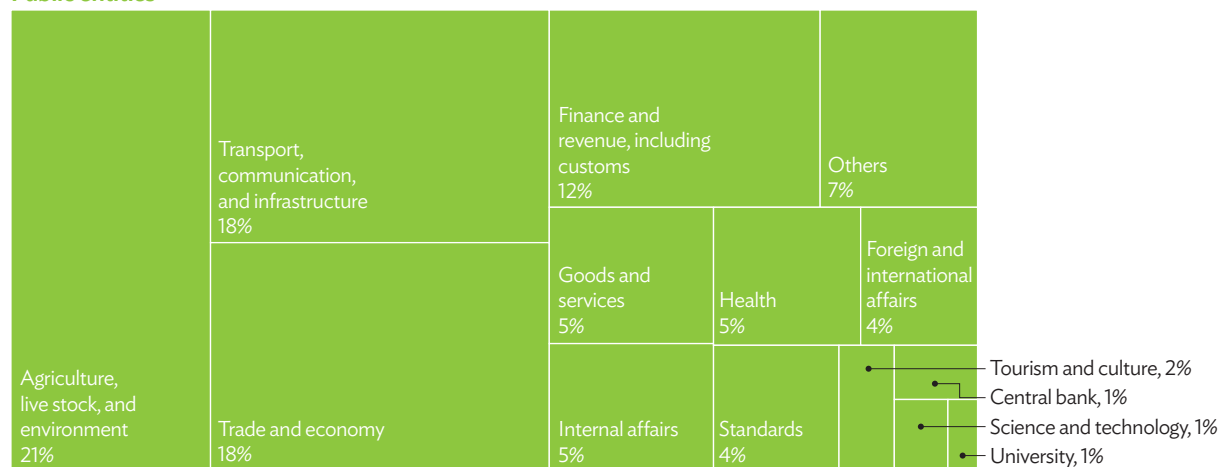 Public entities
Agriculture,
live stock, and
environment
21%
Transport,
communication,
and infrastructure
18%
Trade and economy
18%
Finance and
revenue, including
customs
12%
Others
7%
Goods and
services
5%
Health
5%
Foreign and
international
affairs
4%
Internal affairs
5%
Standards
4%
Tourism and culture, 2%
Central bank, 1%
Science and technology, 1%
University, 1%